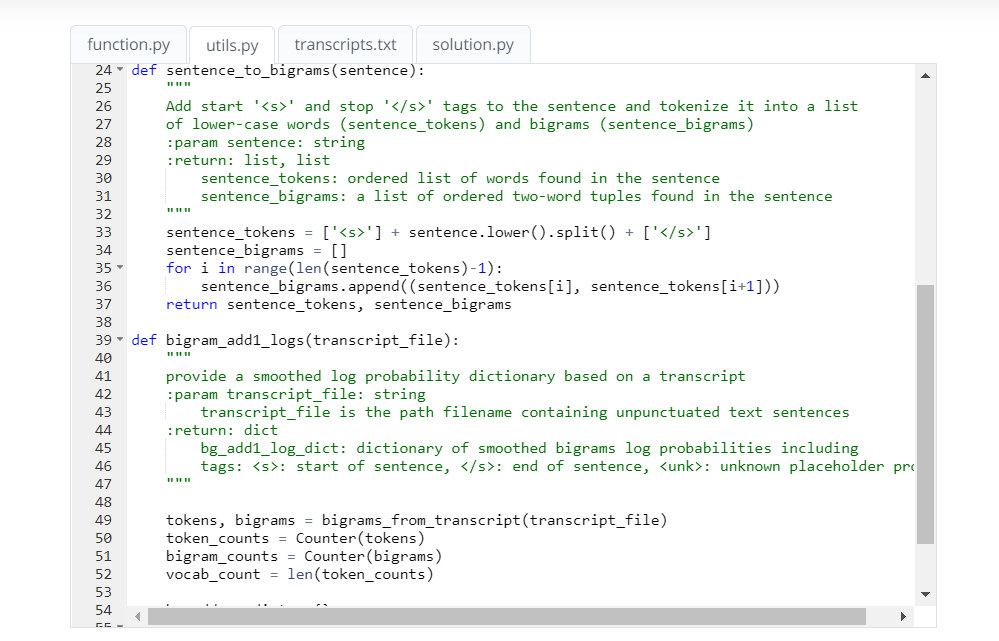 function.py utils.py transcripts.txt solution.py
24 def sentence_to_bigrams(sentence):
25     """
26     Add start '<s>' and stop '</s>' tags to the sentence and tokenize it into a list
27     of lower-case words (sentence_tokens) and bigrams (sentence_bigrams)
28     :param sentence: string
29     :return: list, list
30         sentence_tokens: ordered list of words found in the sentence
31         sentence_bigrams: a list of ordered two-word tuples found in the sentence
32     """
33     sentence_tokens = ['<s>'] + sentence.lower().split() + ['</s>']
34     sentence_bigrams = []
35     for i in range(len(sentence_tokens)-1):
36         sentence_bigrams.append((sentence_tokens[i], sentence_tokens[i+1]))
37     return sentence_tokens, sentence_bigrams
38
39 def bigram_add1_logs(transcript_file):
40     """
41     provide a smoothed log probability dictionary based on a transcript
42     :param transcript_file: string
43         transcript_file is the path filename containing unpunctuated text sentences
44     :return: dict
45         bg_add1_log_dict: dictionary of smoothed bigrams log probabilities including
46         tags: <s>: start of sentence, </s>: end of sentence, <unk>: unknown placeholder
47     """
48
49     tokens, bigrams = bigrams_from_transcript(transcript_file)
50     token_counts = Counter(tokens)
51     bigram_counts = Counter(bigrams)
52     vocab_count = len(token_counts)
53
54